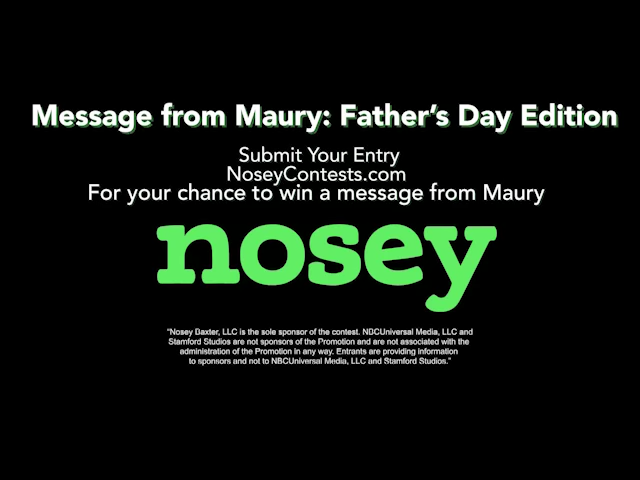 Message from Maury: Father's Day Edition
Submit Your Entry
NoseyContests.com
For your chance to win a message from Maury
nosey
"Nosey Baxter, LLC is the sole sponsor of the contest. NBCUniversal Media, LLC and
Stamford Studios are not sponsors of the Promotion and are not associated with the
administration of the Promotion in any way. Entrants are providing information
to sponsors and not to NBCUniversal Media, LLC and Stamford Studios."